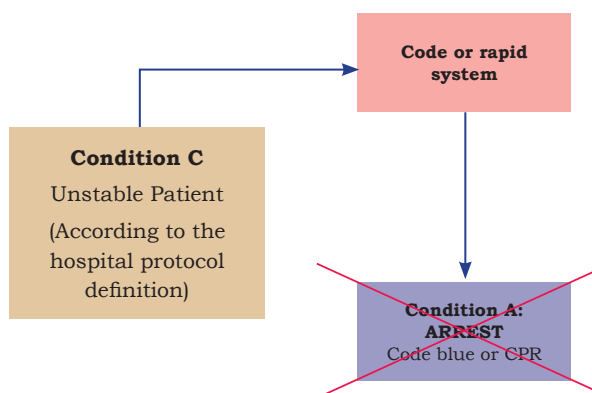 Code or rapid
system
Condition C
Unstable Patient
(According to the
hospital protocol
definition)
Condition A:
ARREST
Code blue or CPR